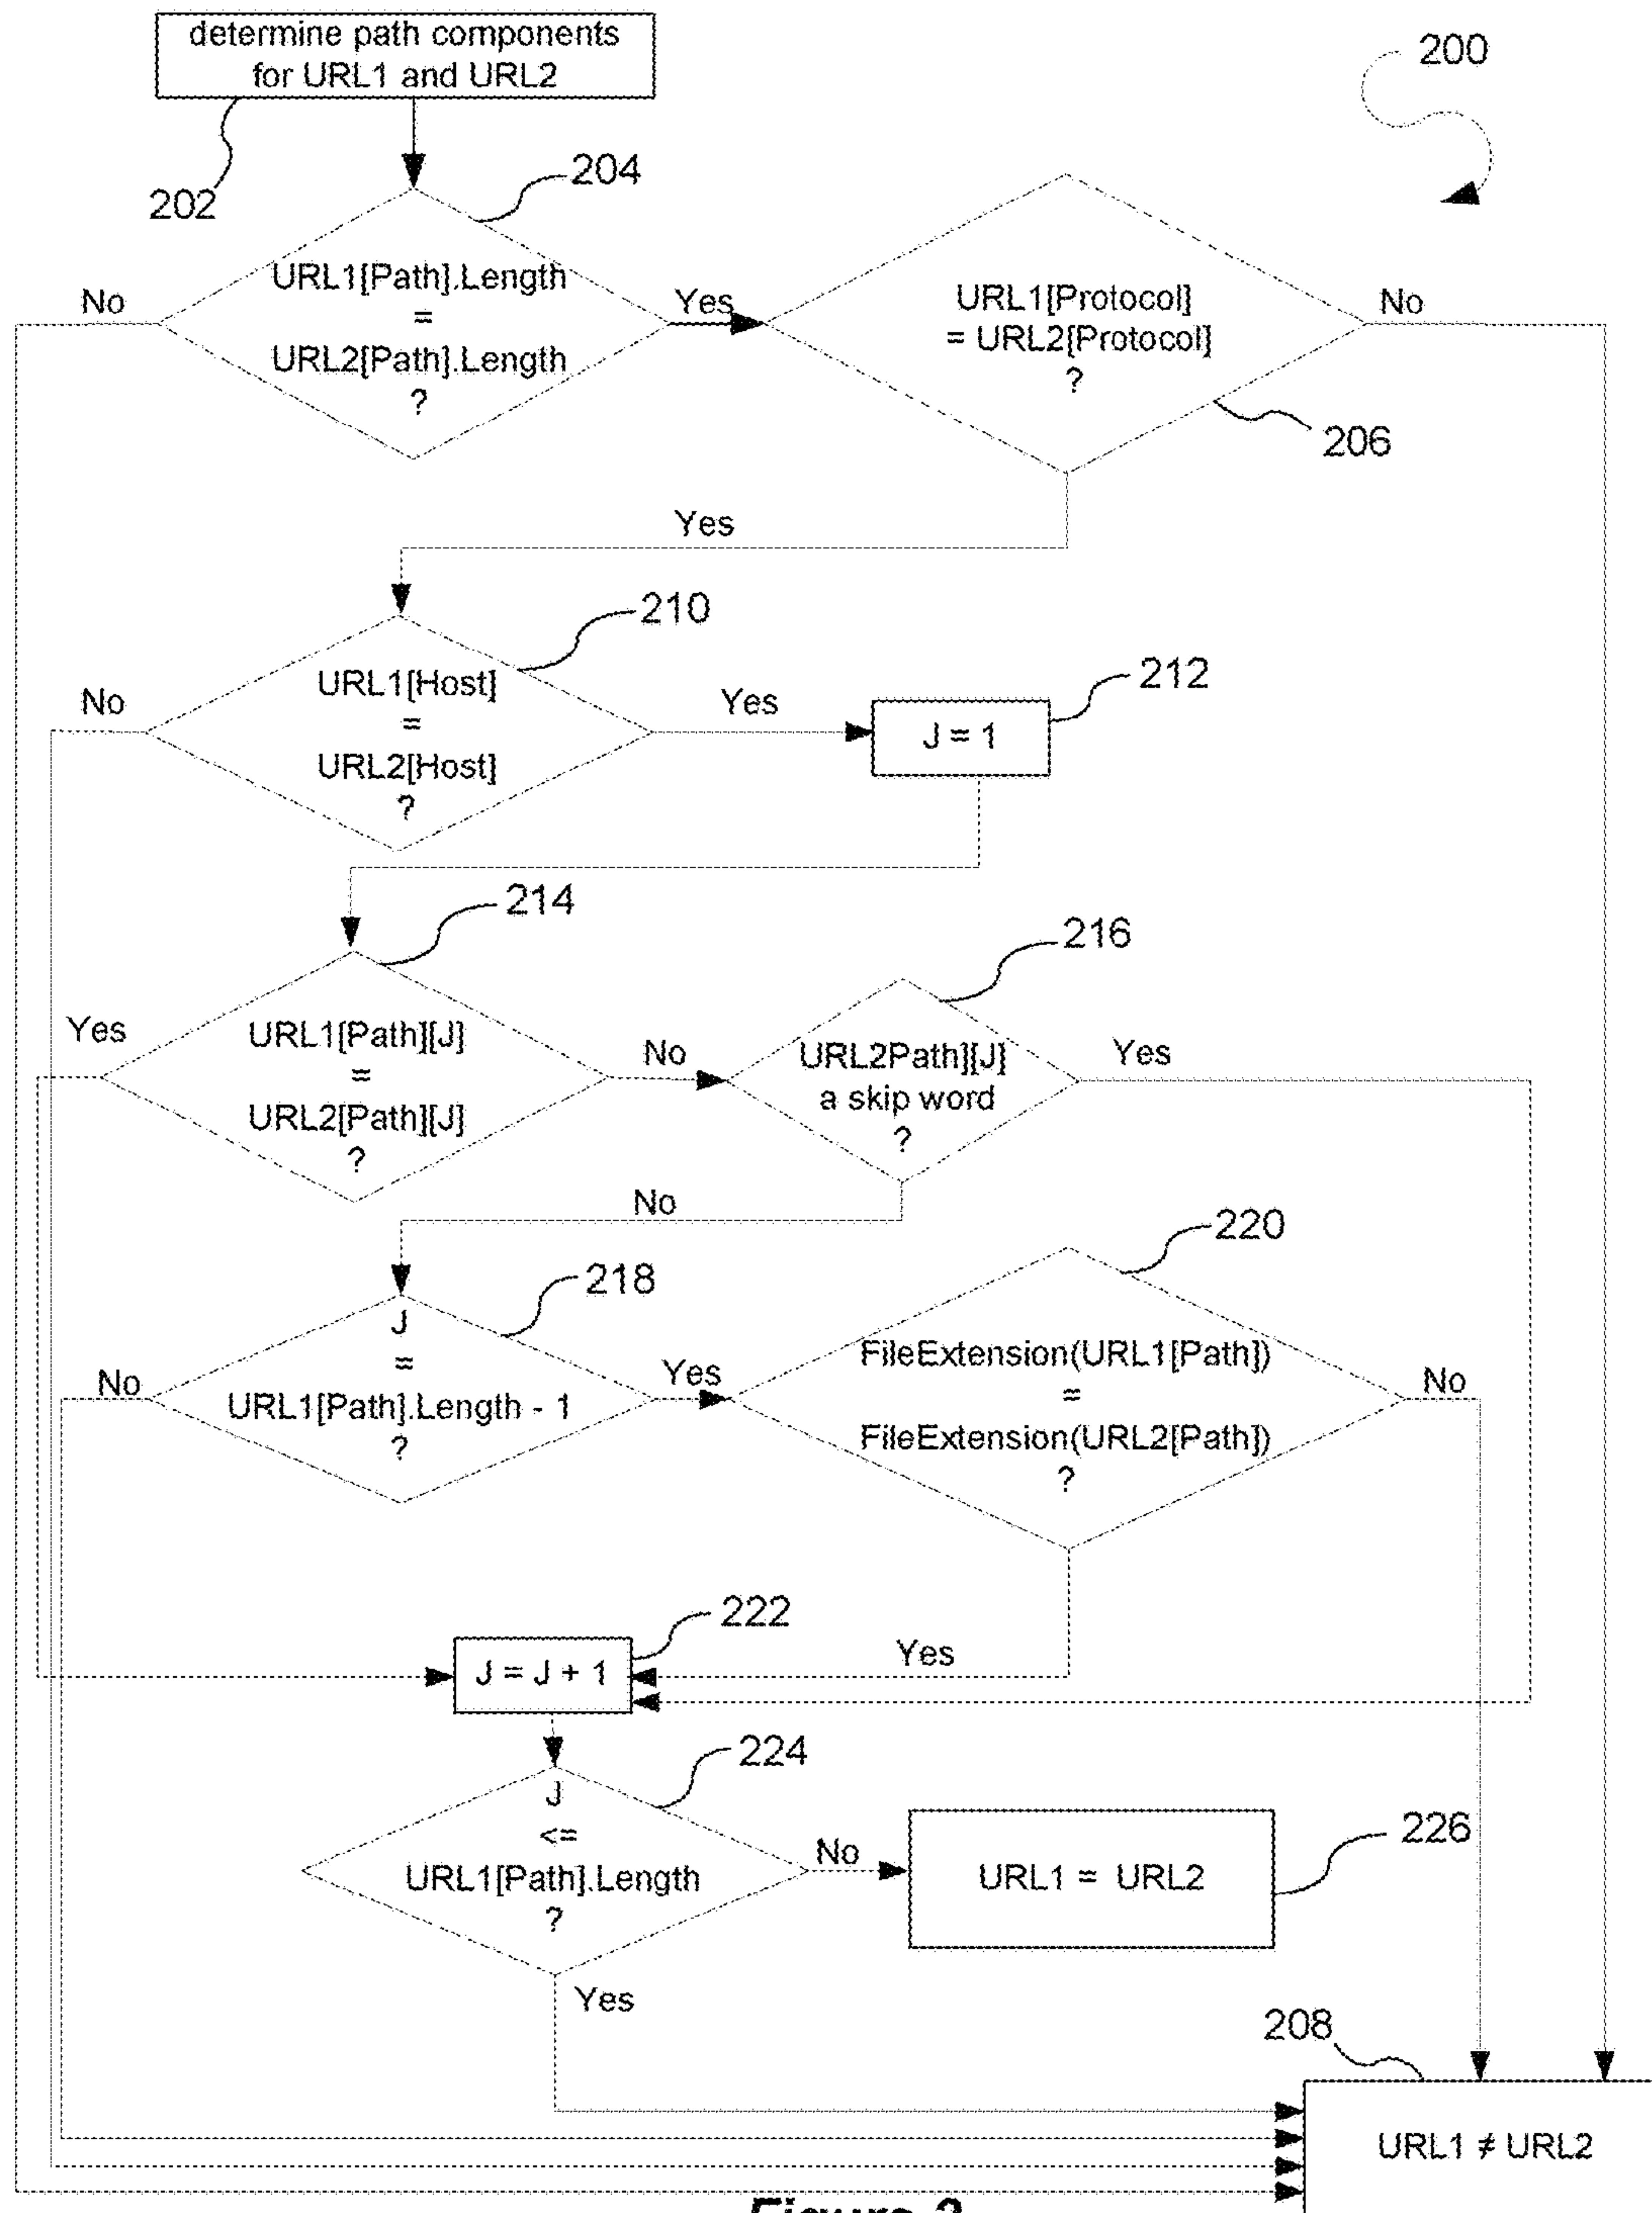 determine path components
for URL1 and URL2
200
202
204
URL1[Path].Length
=
URL2[Path].Length
?
No
Yes
URL1[Protocol]
= URL2[Protocol]
?
No
206
Yes
210
URL1[Host]
=
URL2[Host]
?
No
Yes
212
J = 1
214
URL1[Path][J]
=
URL2[Path][J]
?
Yes
No
216
URL2Path][J]
a skip word
?
Yes
No
218
J
=
URL1[Path].Length - 1
?
No
Yes
220
FileExtension(URL1[Path])
=
FileExtension(URL2[Path])
?
No
222
J = J + 1
Yes
224
J
<=
URL1[Path].Length
?
No
226
URL1 = URL2
Yes
208
URL1 ≠ URL2